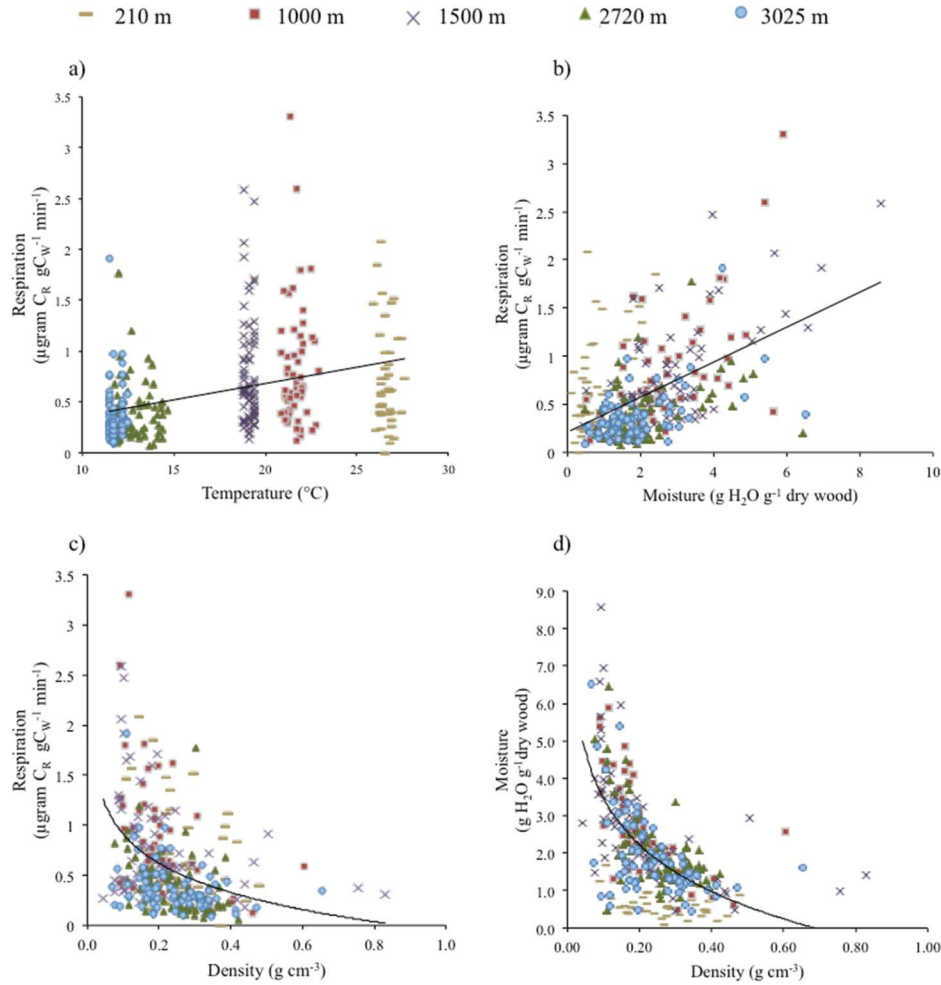 210 m 1000 m 1500 m 2720 m 3025 m
a)
3.5
3
2.5
2
1.5
1
0.5
0
Respiration
(µgram C_R gC_W⁻¹ min⁻¹)
10 15 20 25 30
Temperature (°C)
b)
3.5
3
2.5
2
1.5
1
0.5
0
Respiration
(µgram C_R gC_W⁻¹ min⁻¹)
0 2 4 6 8 10
Moisture (g H₂O g⁻¹ dry wood)
c)
3.5
3
2.5
2
1.5
1
0.5
0
Respiration
(µgram C_R gC_W⁻¹ min⁻¹)
0.0 0.2 0.4 0.6 0.8 1.0
Density (g cm⁻³)
d)
9.0
8.0
7.0
6.0
5.0
4.0
3.0
2.0
1.0
0.0
Moisture
(g H₂O g⁻¹dry wood)
0.00 0.20 0.40 0.60 0.80 1.00
Density (g cm⁻³)